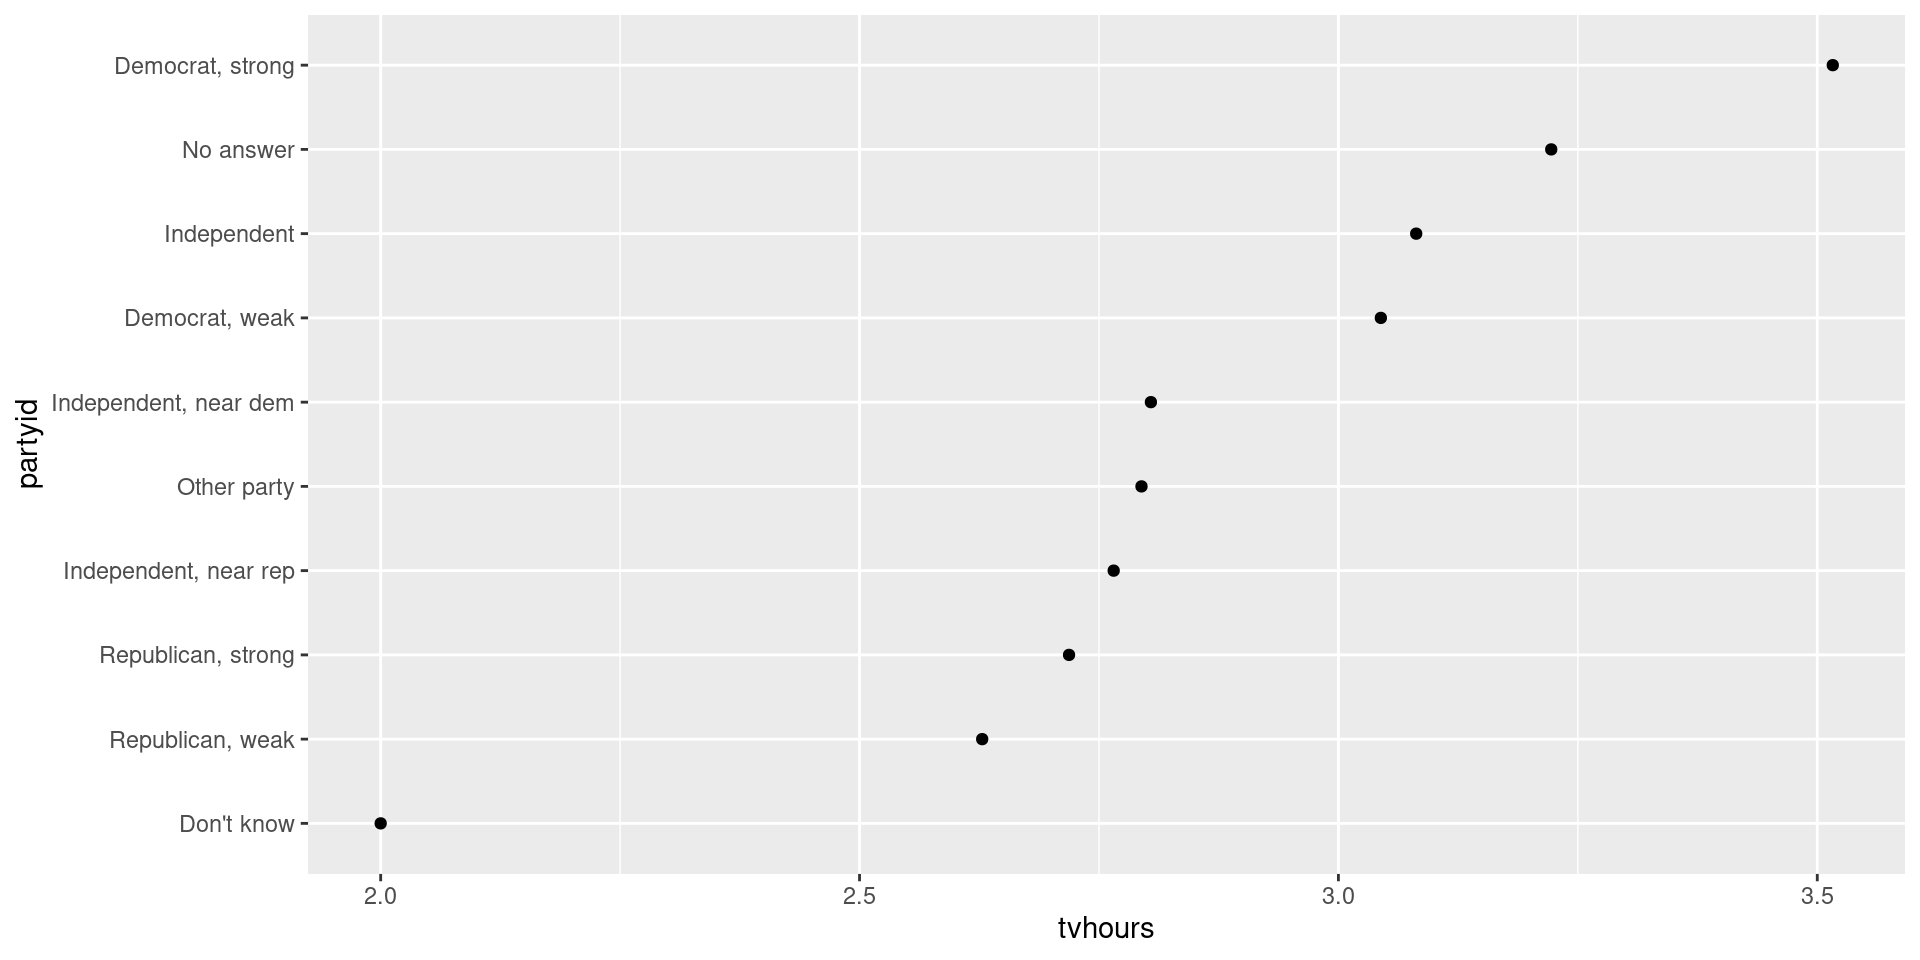 partyid
Democrat, strong
No answer
Independent
Democrat, weak
Independent, near dem
Other party
Independent, near rep
Republican, strong
Republican, weak
Don't know
2.0 2.5 3.0 3.5
tvhours